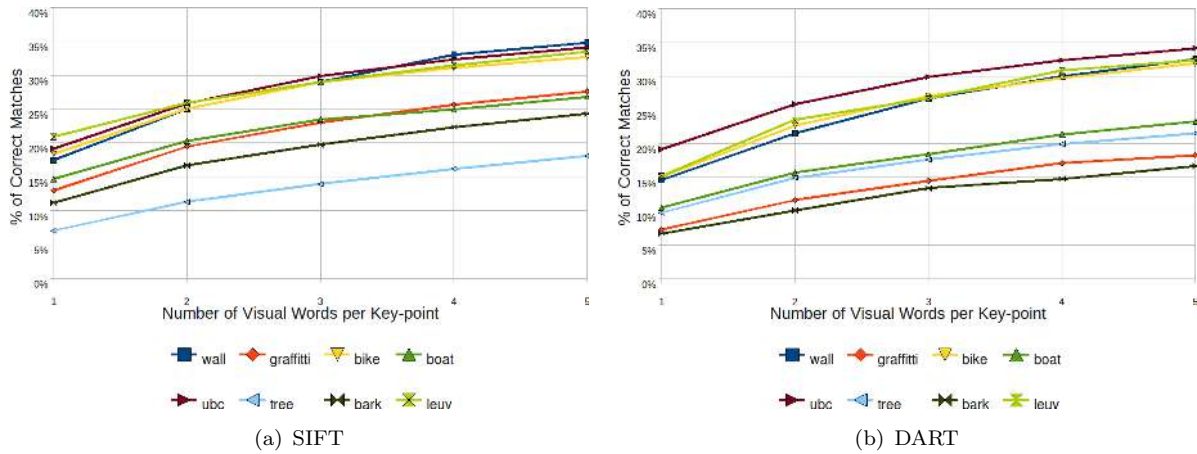 40%
35%
30%
25%
20%
15%
10%
5%
0%
% of Correct Matches
1 2 3 4 5
Number of Visual Words per Key-point
wall graffitti bike boat
ubc tree bark leuv
(a) SIFT
40%
35%
30%
25%
20%
15%
10%
5%
0%
% of Correct Matches
1 2 3 4 5
Number of Visual Words per Key-point
wall graffitti bike boat
ubc tree bark leuv
(b) DART